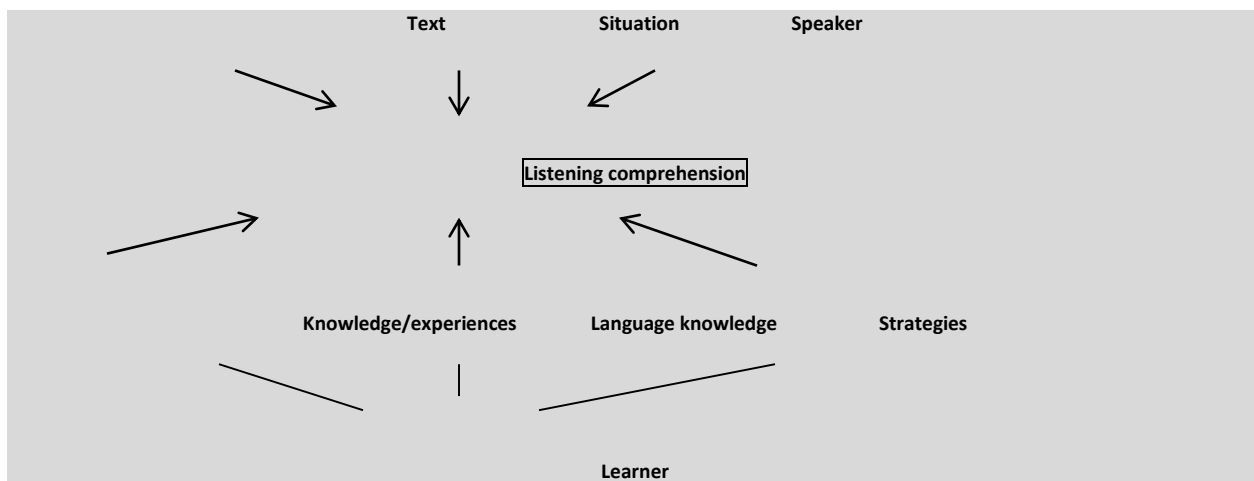 Text Situation Speaker
Listening comprehension
Knowledge/experiences Language knowledge Strategies
Learner